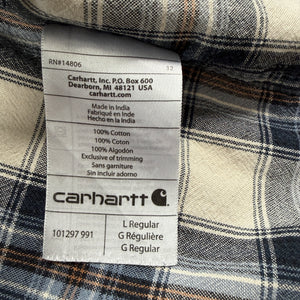 RN#14806 12
Carhartt, Inc. P.O. Box 600
Dearborn, MI 48121 USA
carhartt.com
Made in India
Fabriqué en Inde
Hecho en la India
100% Cotton
100% Cotton
100% Algodón
Exclusive of trimming
Sans garniture
Sin incluir adorno
carhartt
101297 991
L Regular
G Régulière
G Regular